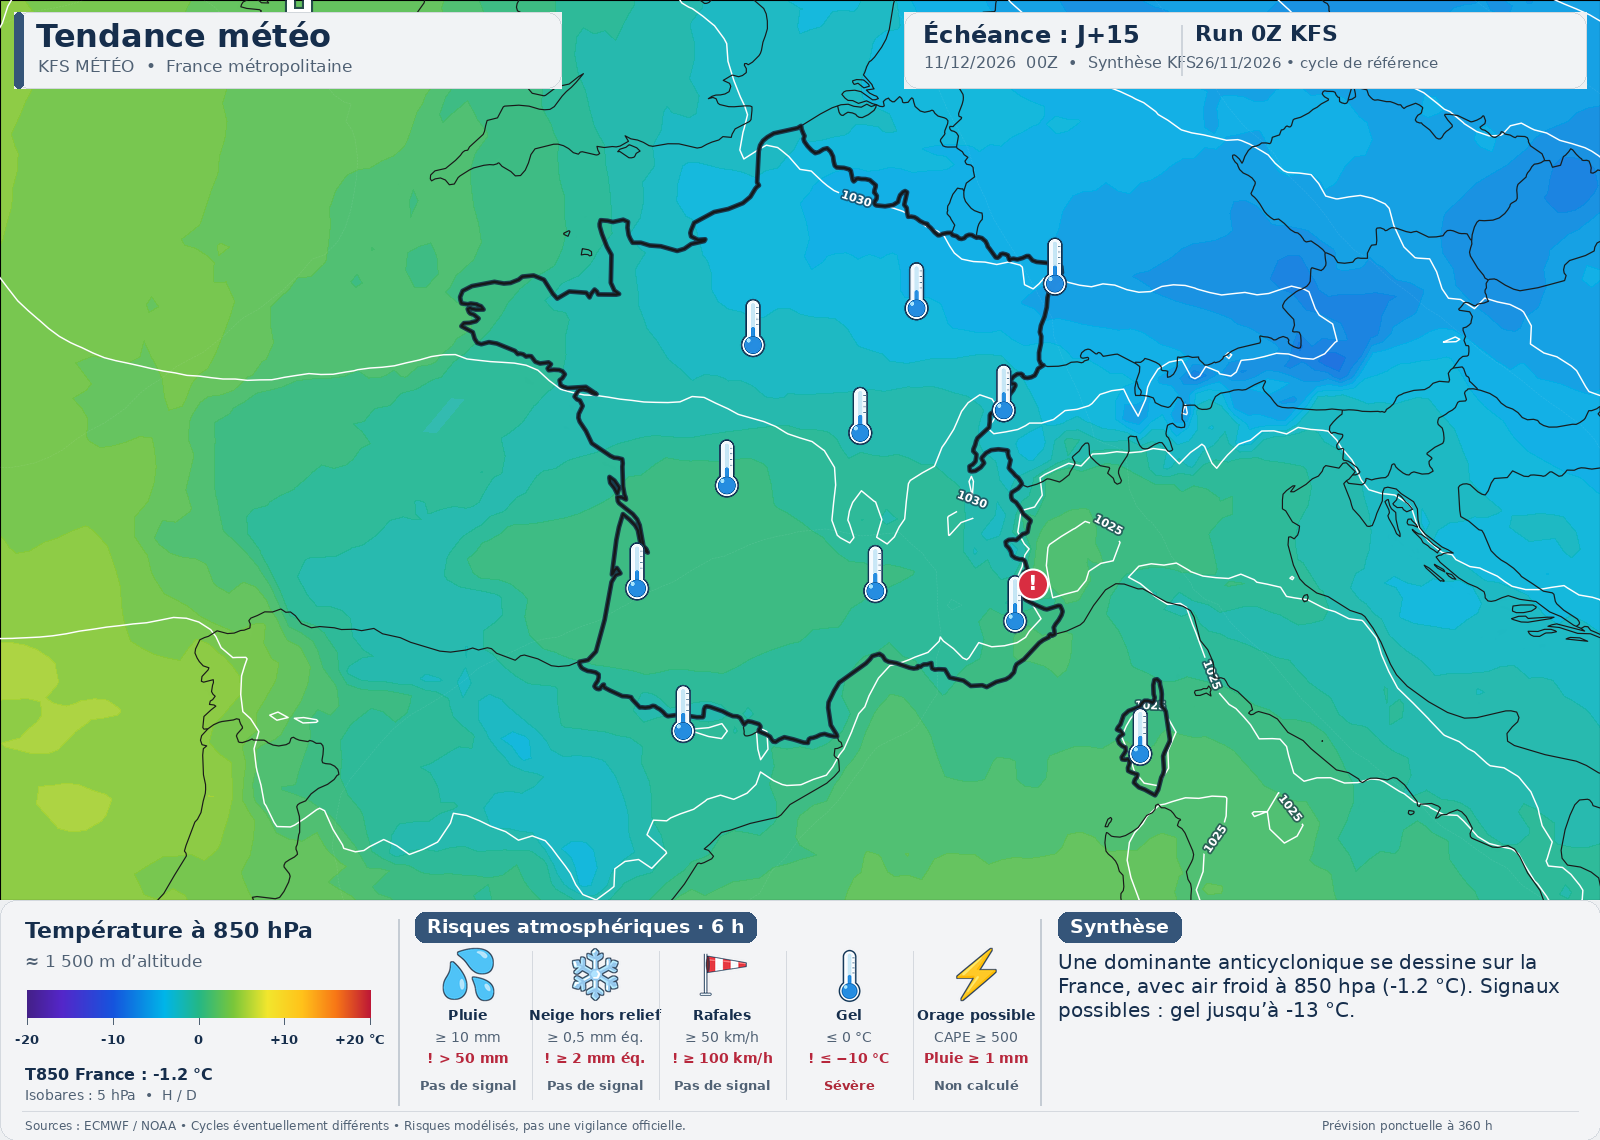 Tendance météo
KFS MÉTÉO • France métropolitaine
Échéance : J+15
11/12/2026 00Z • Synthèse KFS
Run 0Z KFS
26/11/2026 • cycle de référence
1030
1030
1025
1025
1025
1025
1025
!
Température à 850 hPa
≈ 1 500 m d’altitude
-20 -10 0 +10 +20 °C
T850 France : -1.2 °C
Isobares : 5 hPa • H / D
Risques atmosphériques · 6 h
Pluie
≥ 10 mm
! > 50 mm
Pas de signal
Neige hors relief
≥ 0,5 mm éq.
! ≥ 2 mm éq.
Pas de signal
Rafales
≥ 50 km/h
! ≥ 100 km/h
Pas de signal
Gel
≤ 0 °C
! ≤ −10 °C
Sévère
Orage possible
CAPE ≥ 500
Pluie ≥ 1 mm
Non calculé
Synthèse
Une dominante anticyclonique se dessine sur la
France, avec air froid à 850 hpa (-1.2 °C). Signaux
possibles : gel jusqu’à -13 °C.
Sources : ECMWF / NOAA • Cycles éventuellement différents • Risques modélisés, pas une vigilance officielle.
Prévision ponctuelle à 360 h